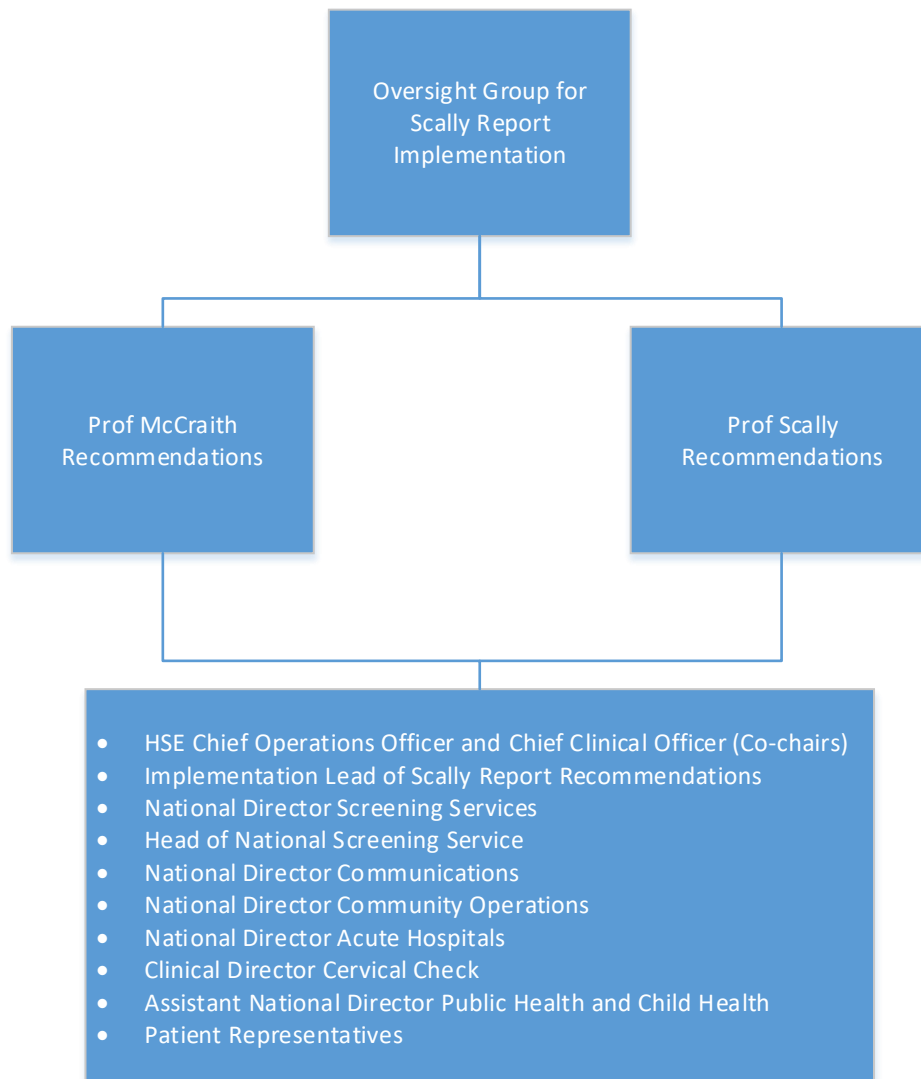 Oversight Group for
Scally Report
Implementation
Prof McCraith
Recommendations
Prof Scally
Recommendations
• HSE Chief Operations Officer and Chief Clinical Officer (Co-chairs)
• Implementation Lead of Scally Report Recommendations
• National Director Screening Services
• Head of National Screening Service
• National Director Communications
• National Director Community Operations
• National Director Acute Hospitals
• Clinical Director Cervical Check
• Assistant National Director Public Health and Child Health
• Patient Representatives